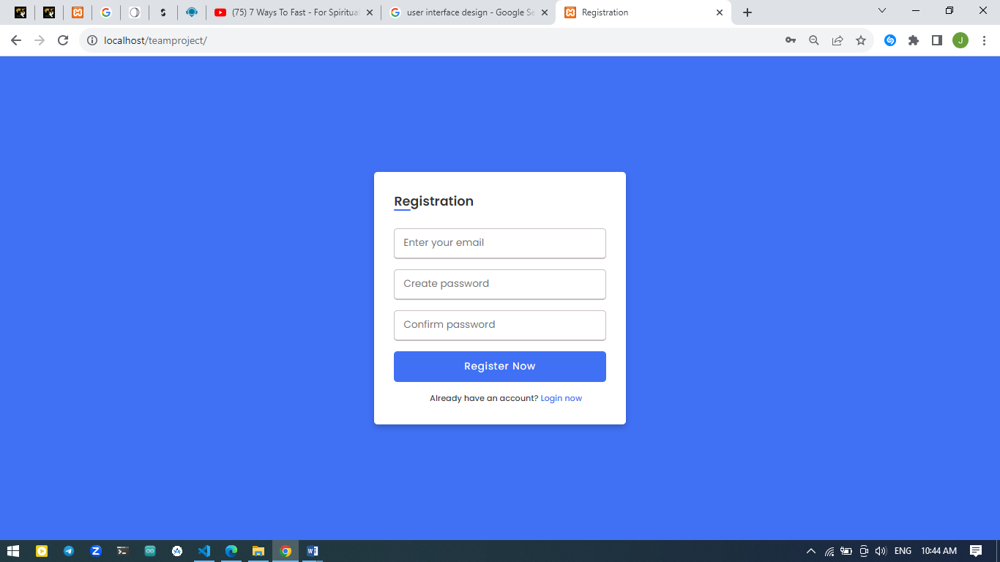 (75) 7 Ways To Fast - For Spiritual
user interface design - Google Se
Registration
localhost/teamproject/
J
Registration
Enter your email
Create password
Confirm password
Register Now
Already have an account? Login now
ENG
10:44 AM